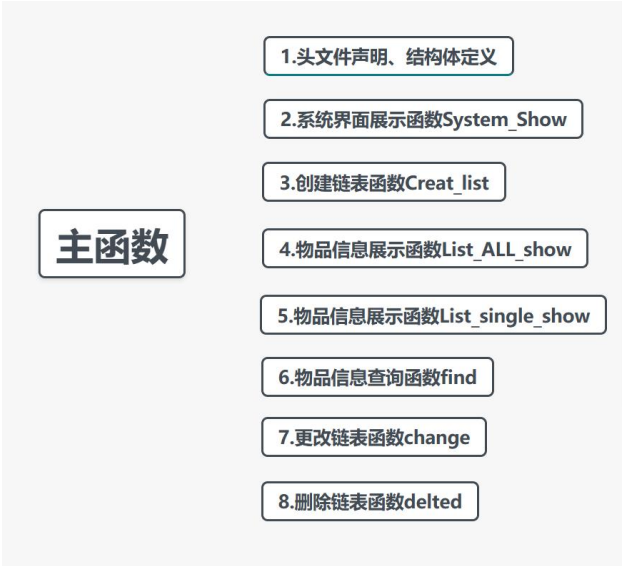 主函数
1.头文件声明、结构体定义
2.系统界面展示函数System_Show
3.创建链表函数Creat_list
4.物品信息展示函数List_ALL_show
5.物品信息展示函数List_single_show
6.物品信息查询函数find
7.更改链表函数change
8.删除链表函数delted